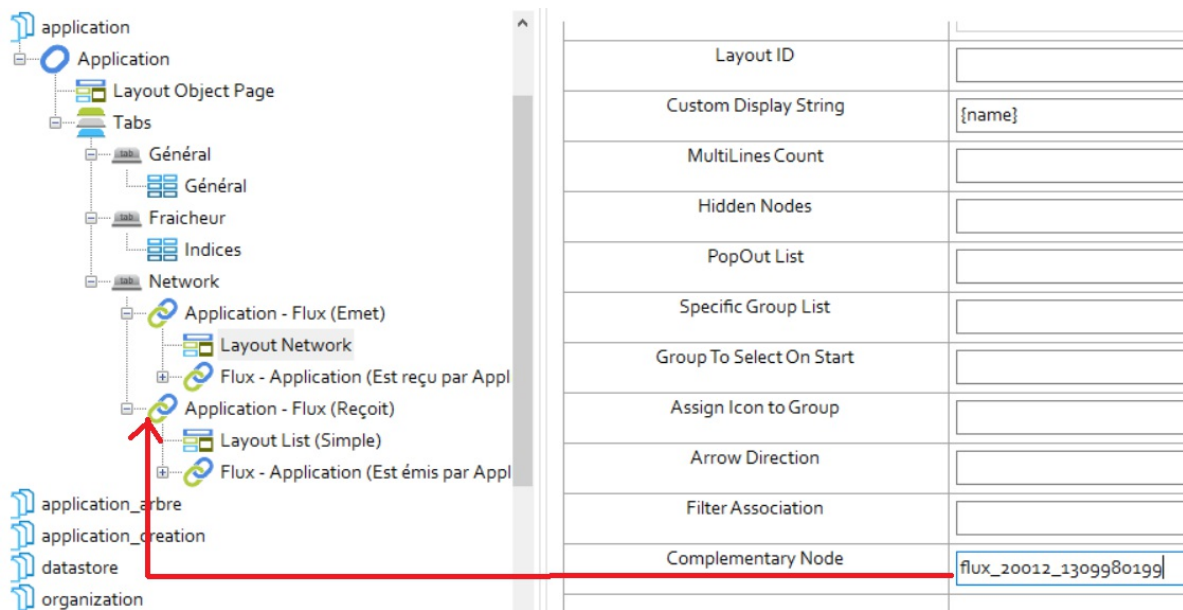 application
Application
Layout Object Page
Tabs
tab Général
Général
tab Fraicheur
Indices
tab Network
Application - Flux (Emet)
Layout Network
Flux - Application (Est reçu par Appl
Application - Flux (Reçoit)
Layout List (Simple)
Flux - Application (Est émis par Appl
application_arbre
application_creation
datastore
organization
Layout ID
Custom Display String {name}
MultiLines Count
Hidden Nodes
PopOut List
Specific Group List
Group To Select On Start
Assign Icon to Group
Arrow Direction
Filter Association
Complementary Node flux_20012_1309980199